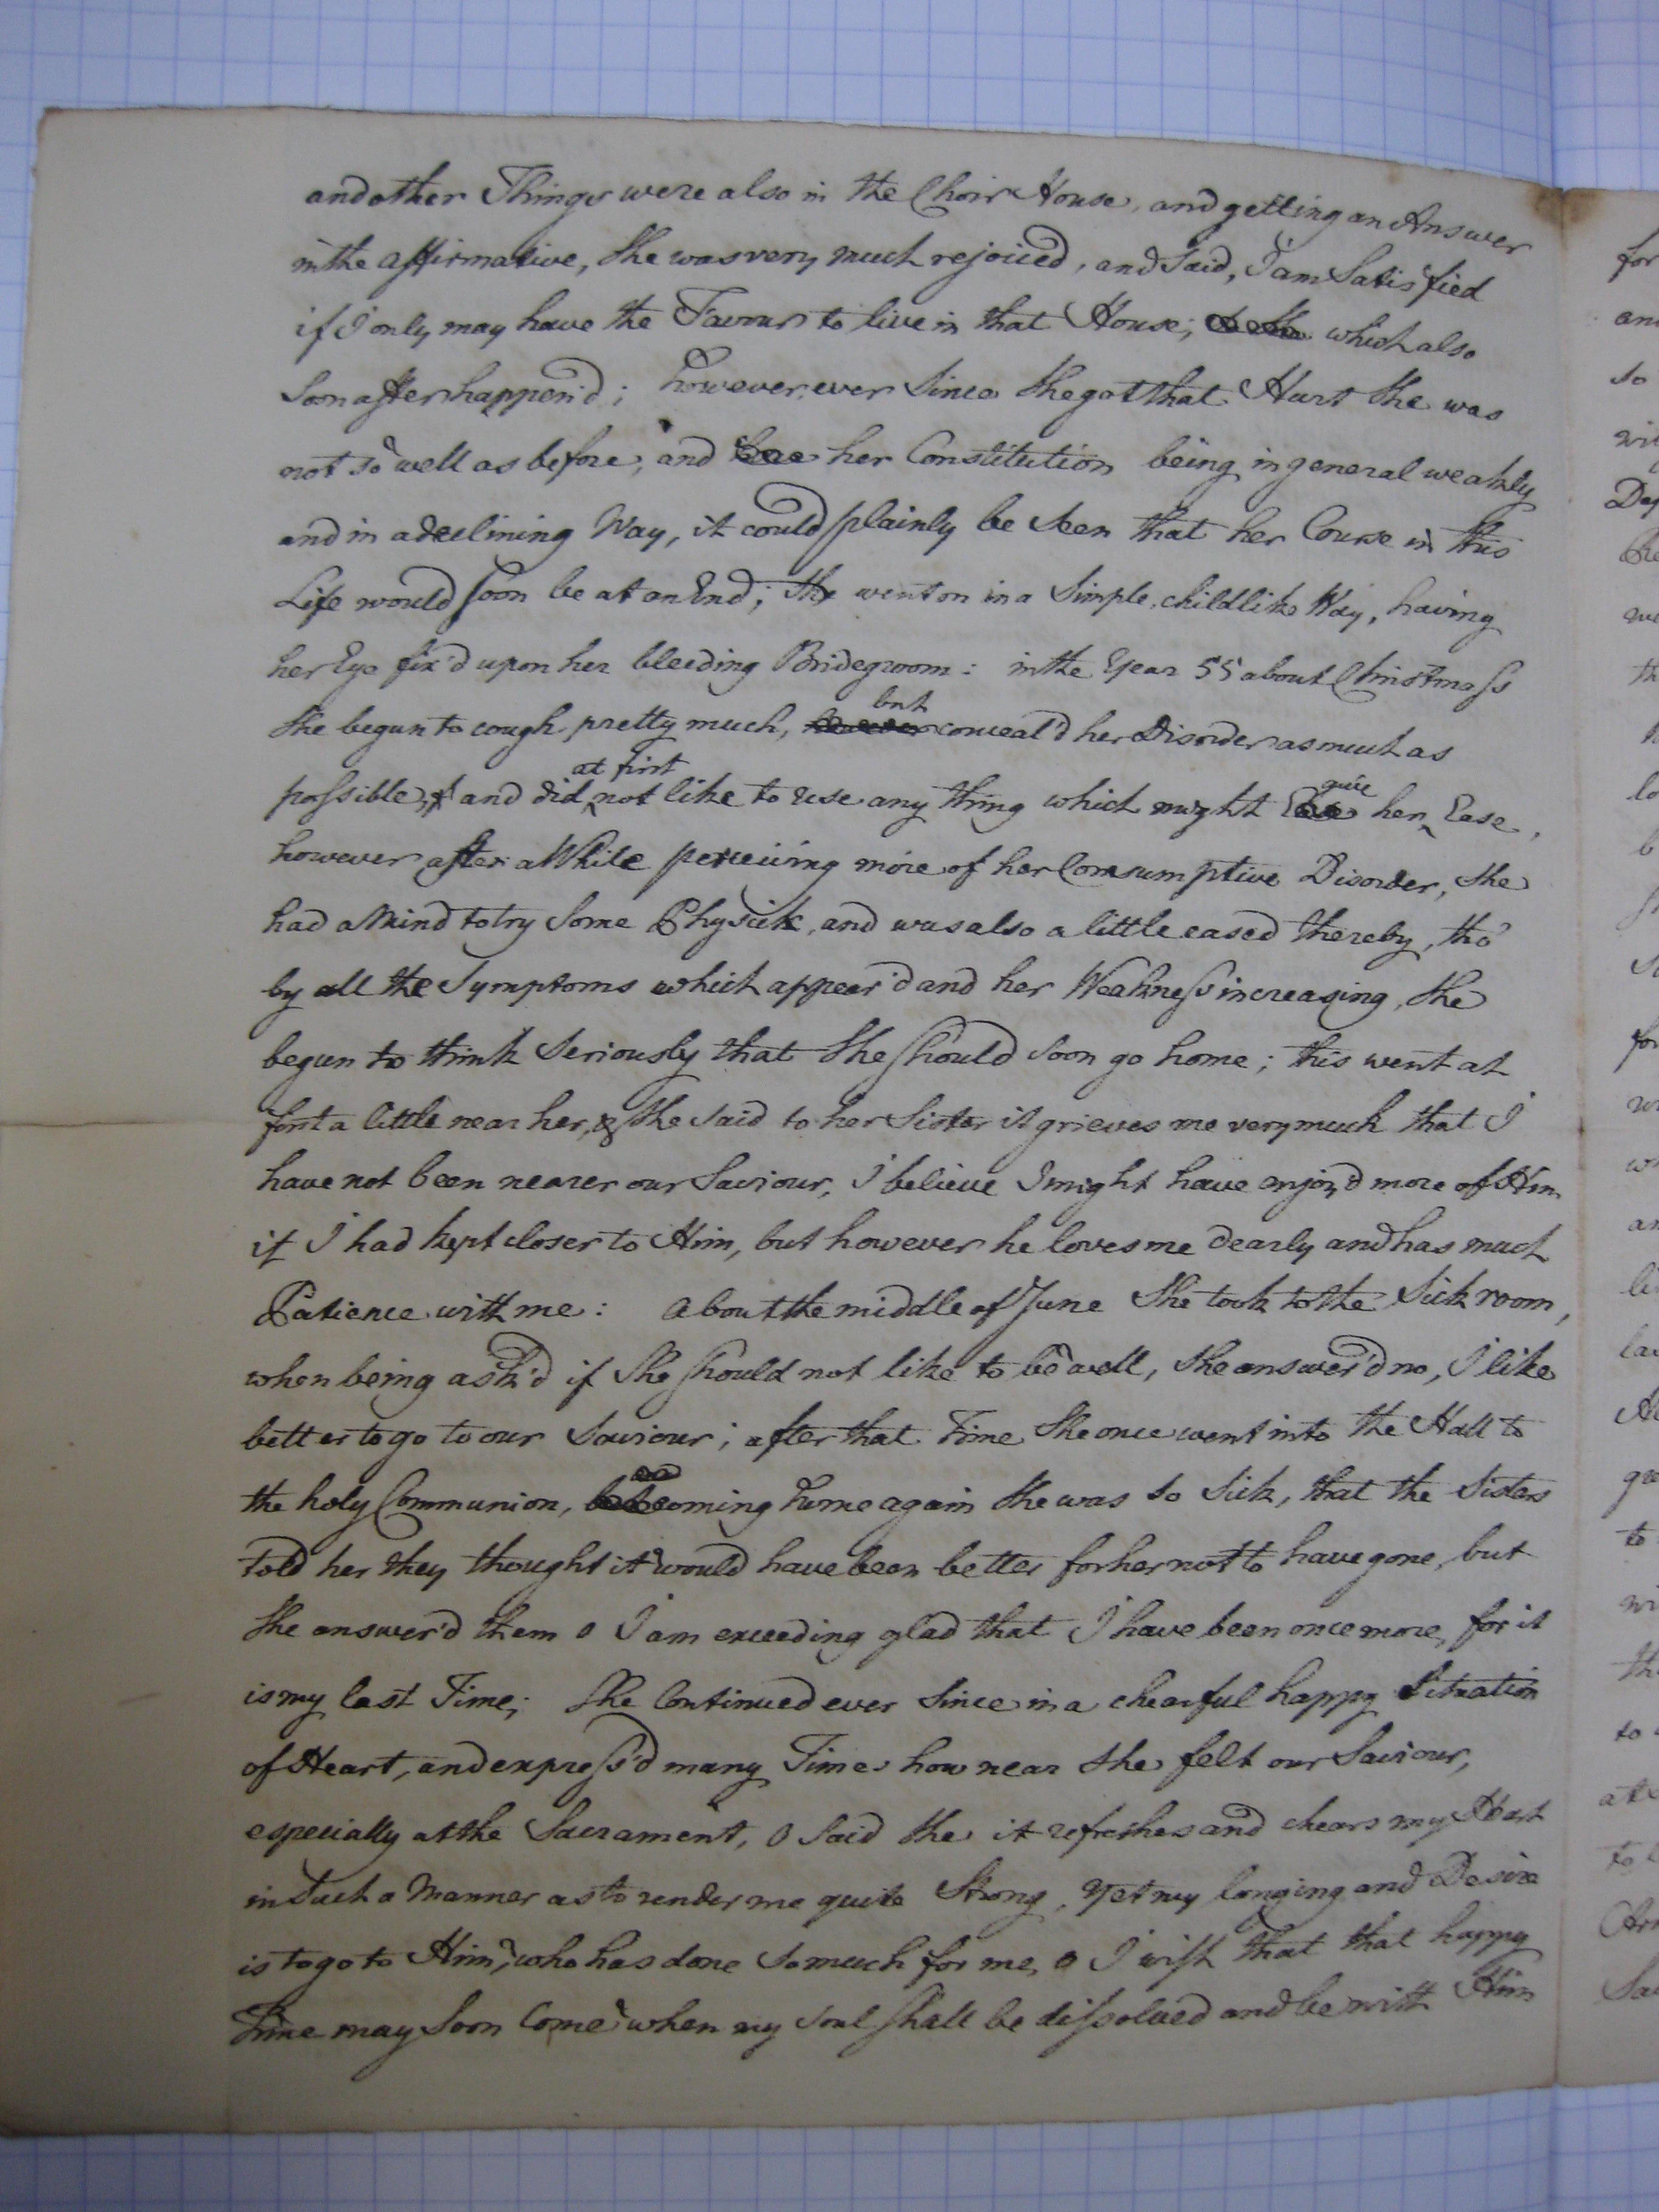 and other Things were also in the Choir House, and getting an Answer
in the affirmative, She was very much rejoiced, and Said, I am Satisfied
if I only may have the Favour to live in that House; which also
Soon after happen'd; however, ever Since She got that Hurt She was
not so well as before, and her Constitution being in general weakly
and in a declining Way, it could plainly be Seen that her Course in this
Life would soon be at an End; She went on in a Simple, childlike Way, having
her Eye fix'd upon her bleeding Bridegroom: in the Year 55 about Christmass
She begun to cough pretty much, but conceal'd her Disorder as much as
possible, and did at first not like to use any thing which might give her Ease,
however after a While perceiving more of her Consumptive Disorder, She
had a Mind to try Some Physick, and was also a little eased thereby, tho'
by all the Symptoms which appear'd and her Weakness increasing, She
begun to think Seriously that She should soon go home; this went at
first a little near her, & She Said to her Sister it grieves me very much that I
have not been nearer our Saviour, I believe I might have enjoy'd more of Him
if I had kept closer to Him, but however he loves me dearly and has much
Patience with me: About the middle of June She took to the Sick room,
when being ask'd if She should not like to be well, She answer'd no, I like
better to go to our Saviour; after that Time She once went into the Hall to
the holy Communion, and coming home again She was so Sick, that the Sisters
told her they thought it would have been better for her not to have gone, but
She answer'd them o I am exceeding glad that I have been once more, for it
is my last Time; She Continued ever Since in a chearful happy Situation
of Heart, and express'd many Times how near She felt our Saviour,
especially at the Sacrament, O Said She it refreshes and chears my Heart
in Such a Manner as to render me quite Strong, Yet my longing and Desire
is to go to Him, who has done So much for me, o I wish that that happy
Time may Soon Come when my Soul shall be dissolved and be with Him